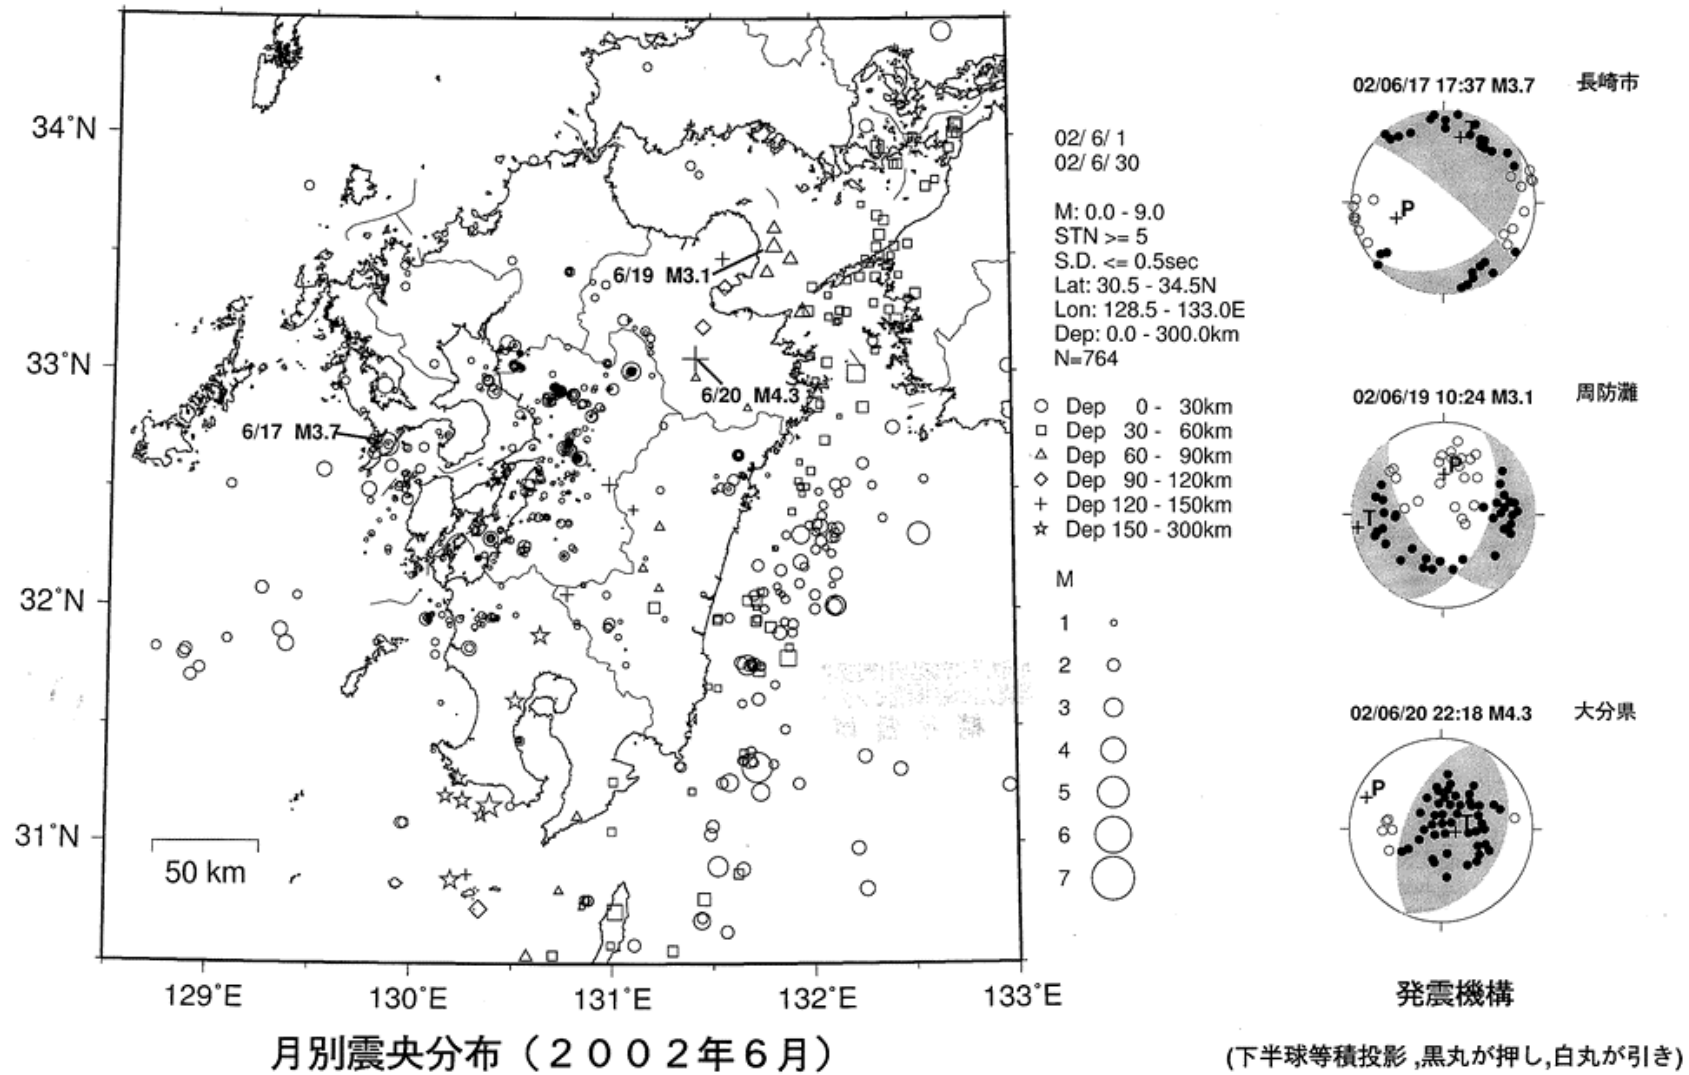 34°N
33°N
32°N
31°N
129°E
130°E
131°E
132°E
133°E
6/19 M3.1
6/20 M4.3
6/17 M3.7
50 km
月別震央分布（２００２年６月）
02/ 6/ 1
02/ 6/ 30
M: 0.0 - 9.0
STN >= 5
S.D. <= 0.5sec
Lat: 30.5 - 34.5N
Lon: 128.5 - 133.0E
Dep: 0.0 - 300.0km
N=764
Dep 0 - 30km
Dep 30 - 60km
Dep 60 - 90km
Dep 90 - 120km
Dep 120 - 150km
Dep 150 - 300km
M
1
2
3
4
5
6
7
02/06/17 17:37 M3.7 長崎市
T
P
02/06/19 10:24 M3.1 周防灘
P
T
02/06/20 22:18 M4.3 大分県
P
T
発震機構
(下半球等積投影 ,黒丸が押し,白丸が引き)